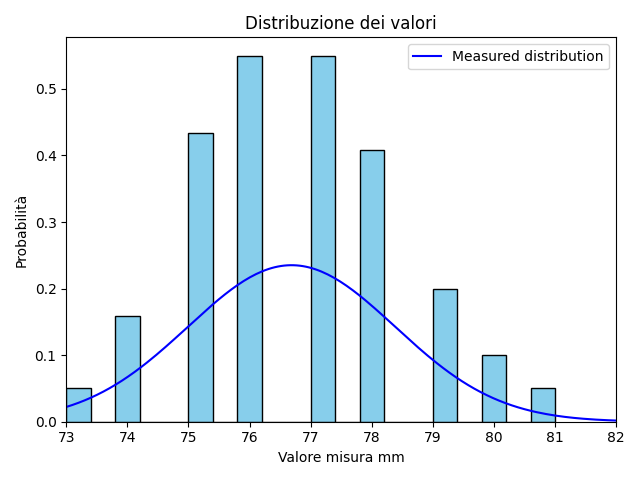 Distribuzione dei valori
Measured distribution
Probabilità
0.5
0.4
0.3
0.2
0.1
0.0
73 74 75 76 77 78 79 80 81 82
Valore misura mm